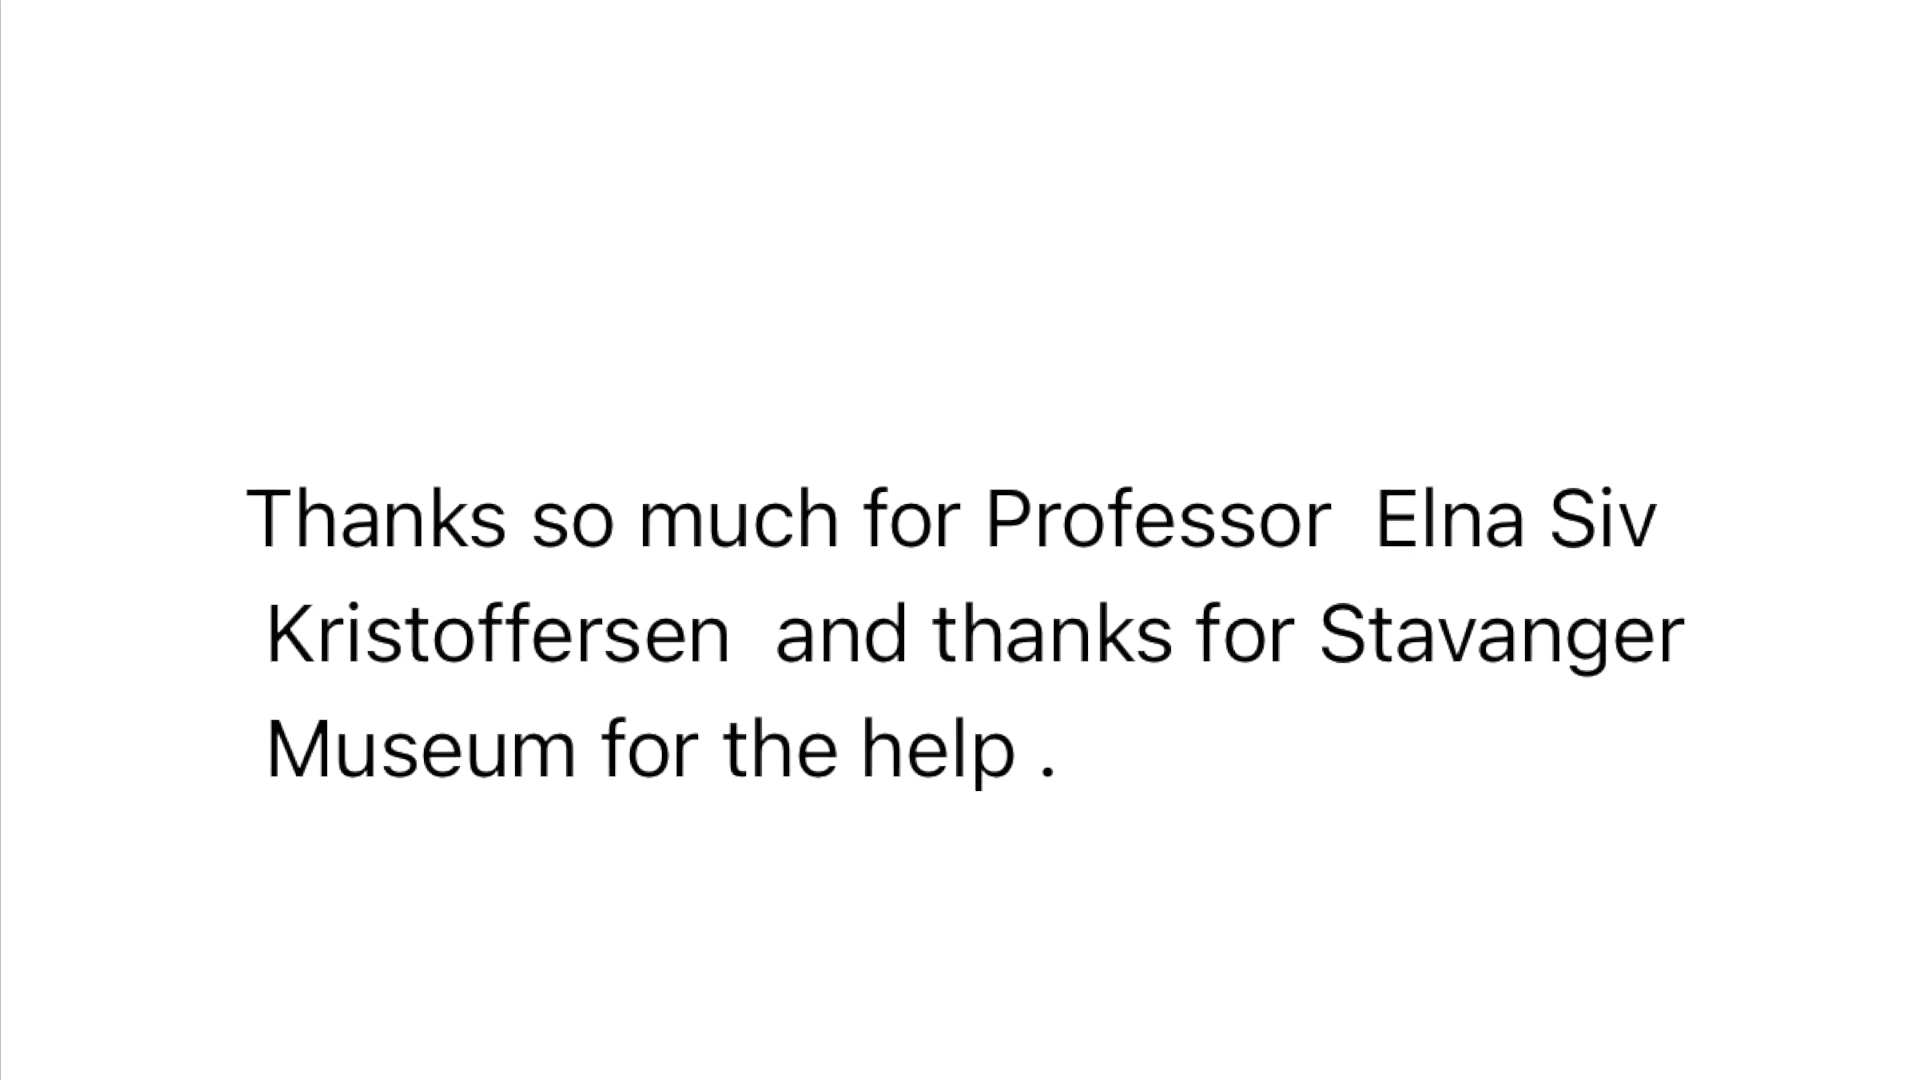 Thanks so much for Professor  Elna Siv
Kristoffersen  and thanks for Stavanger
Museum for the help .